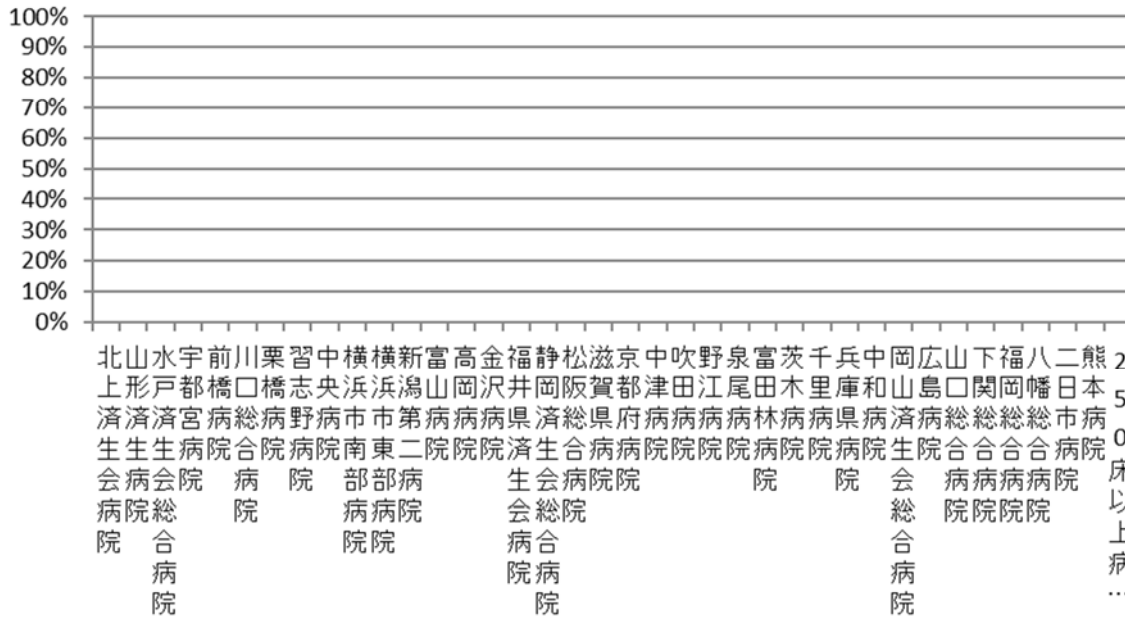 100%
90%
80%
70%
60%
50%
40%
30%
20%
10%
0%
北上済生会病院
山形済生病院
水戸済生会総合病院
宇都宮病院
前橋病院
川口総合病院
栗橋病院
習志野病院
中央病院
横浜市南部病院
横浜市東部病院
新潟第二病院
富山病院
高岡病院
金沢病院
福井県済生会病院
静岡済生会総合病院
松阪総合病院
滋賀県病院
京都府病院
中津病院
吹田病院
野江病院
泉尾病院
富田林病院
茨木病院
千里病院
兵庫県病院
中和病院
岡山済生会総合病院
広島病院
山口総合病院
下関総合病院
福岡総合病院
八幡総合病院
二日市病院
熊本病院
250床以上病…